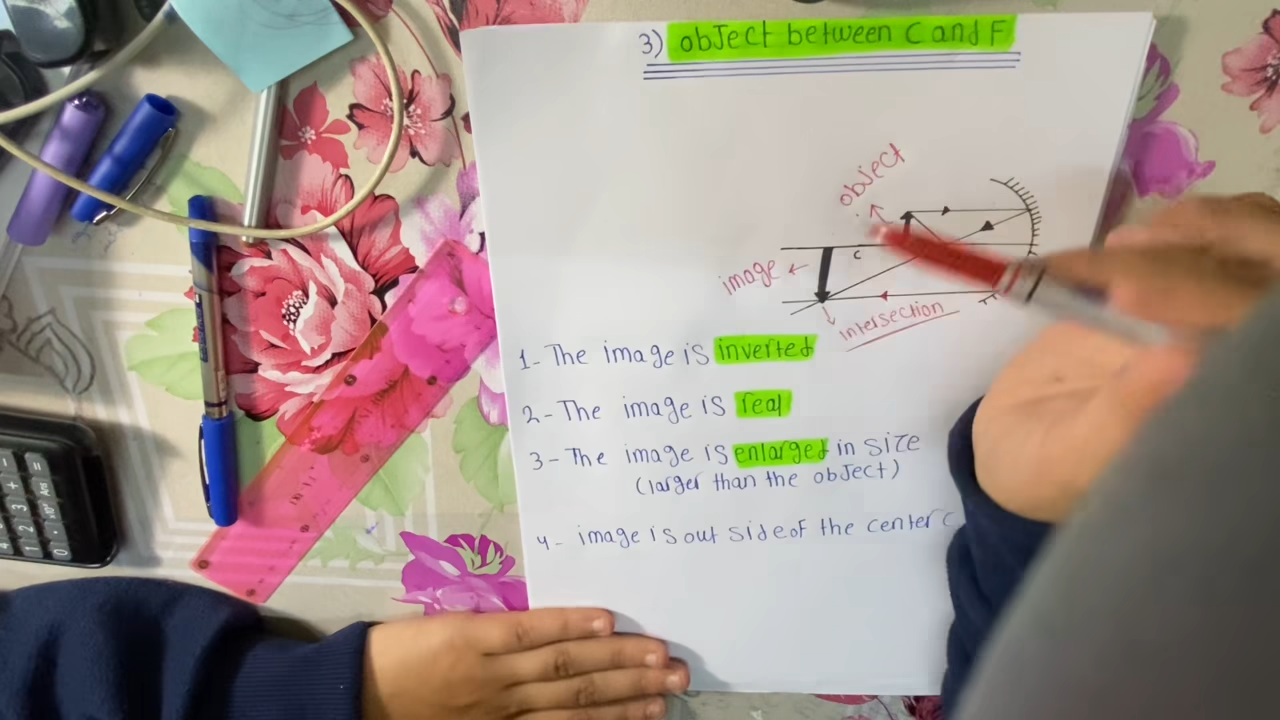 3) object between C and F
object
C
image
intersection
1- The image is inverted
2- The image is real
3- The image is enlarged in size
(larger than the object)
4- image is out side of the center C